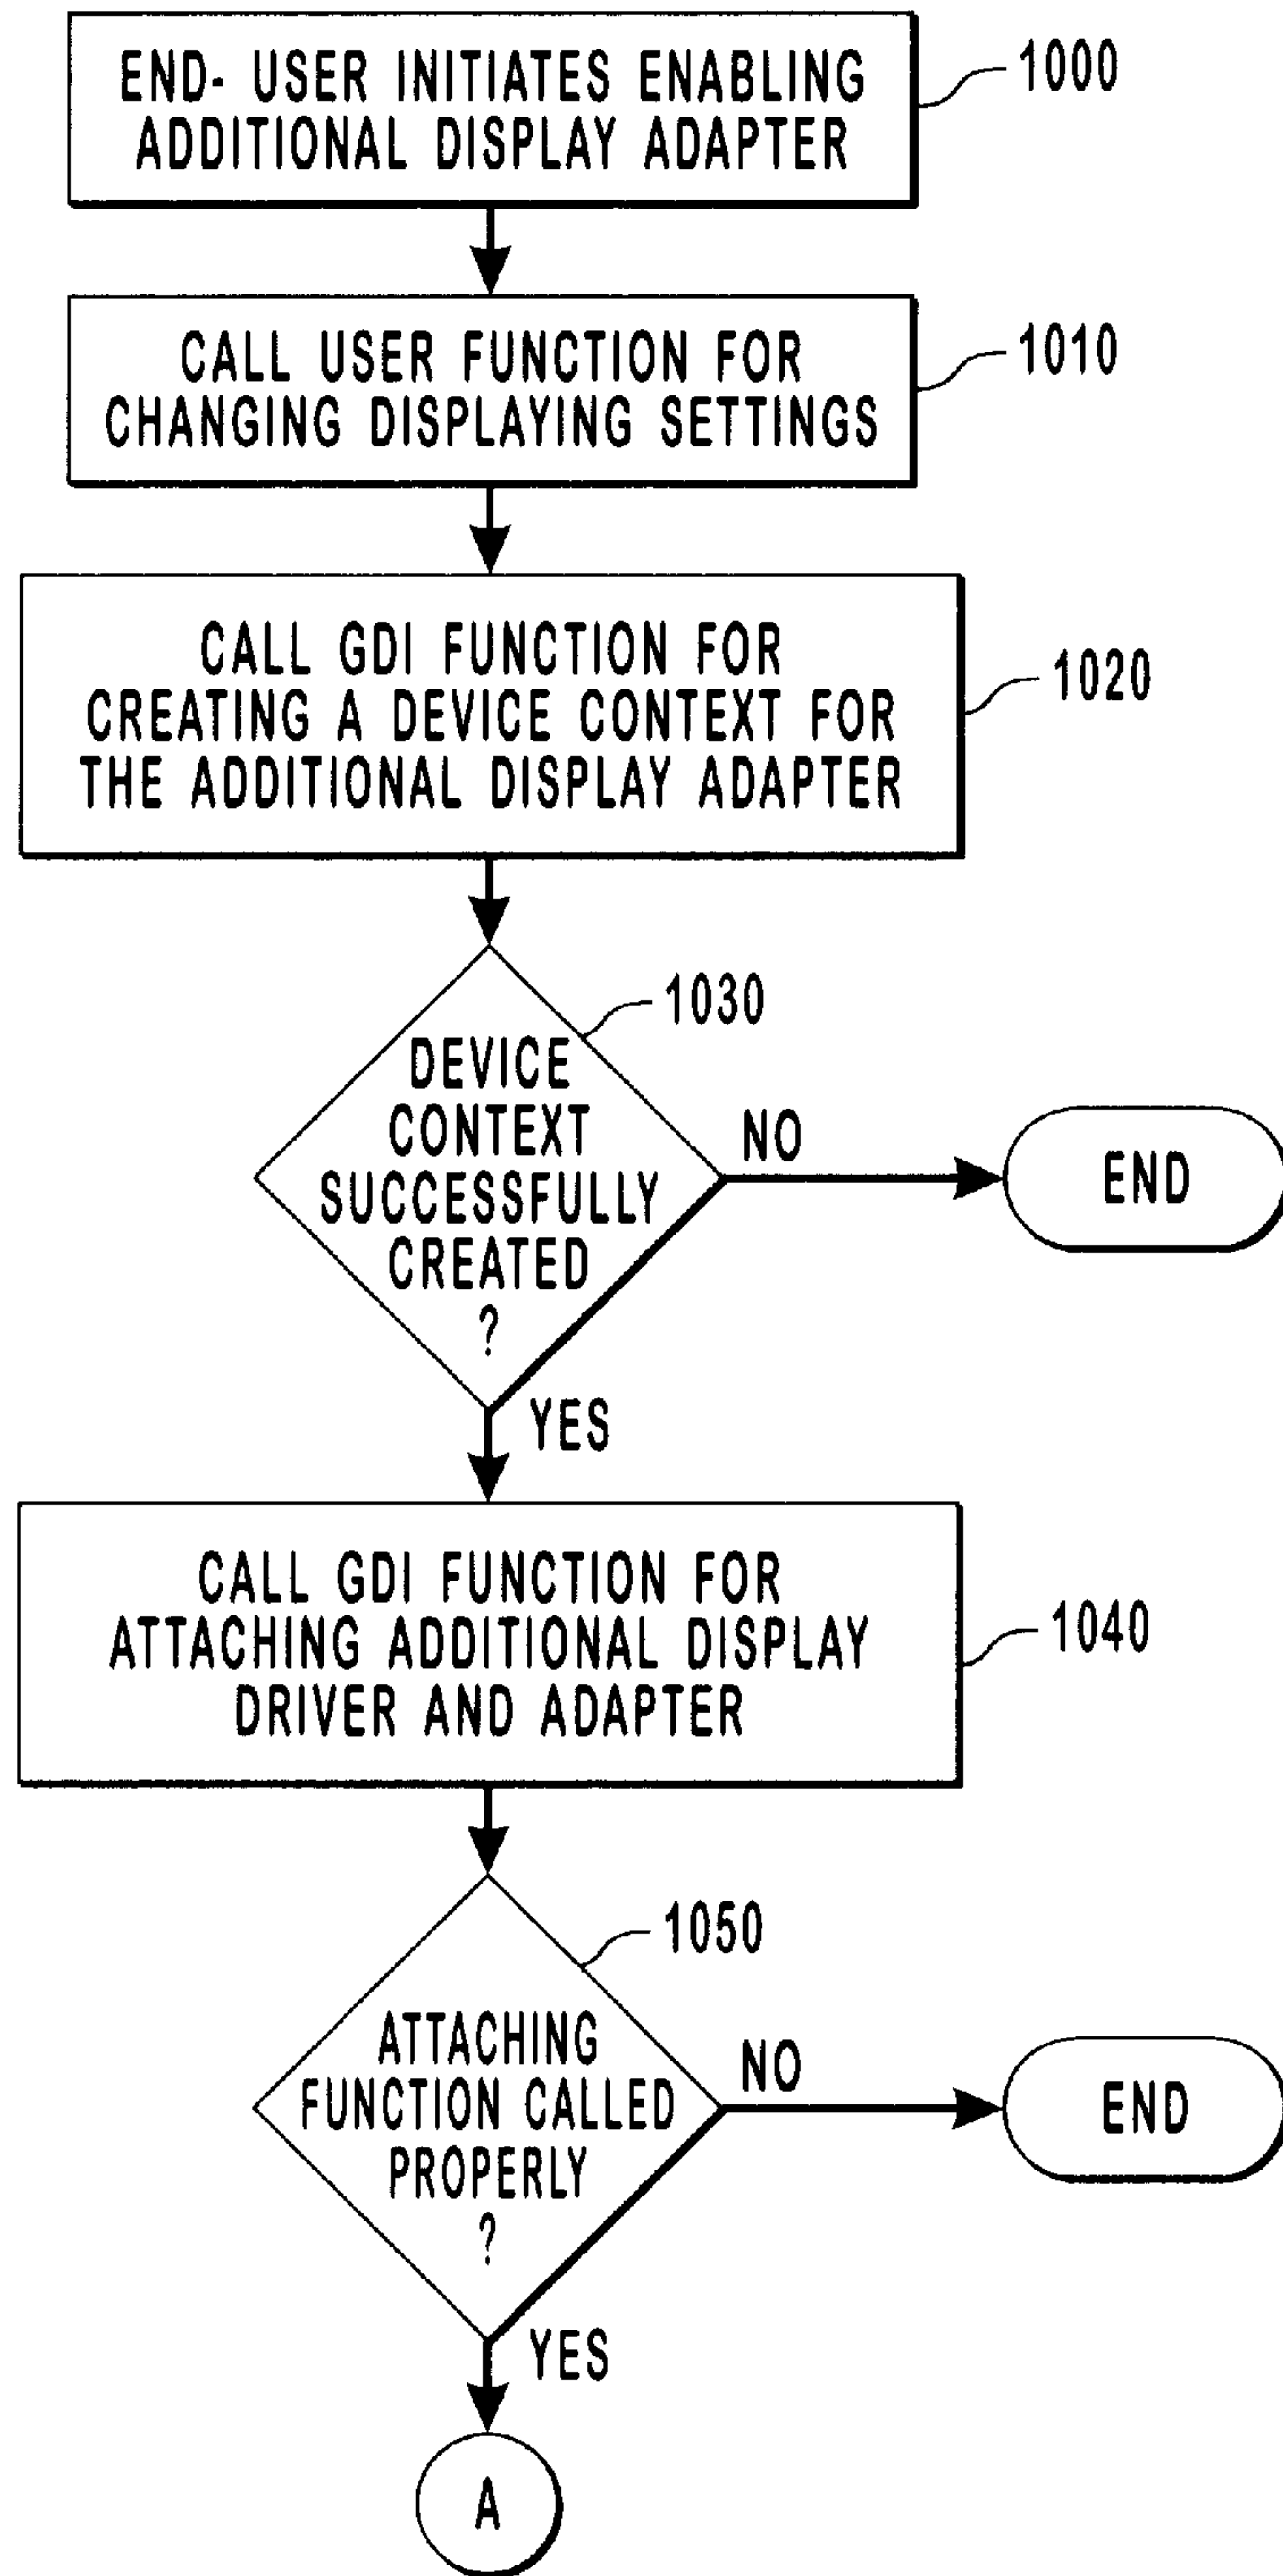 END- USER INITIATES ENABLING
ADDITIONAL DISPLAY ADAPTER
1000
CALL USER FUNCTION FOR
CHANGING DISPLAYING SETTINGS
1010
CALL GDI FUNCTION FOR
CREATING A DEVICE CONTEXT FOR
THE ADDITIONAL DISPLAY ADAPTER
1020
1030
DEVICE
CONTEXT
SUCCESSFULLY
CREATED
?
NO
END
YES
CALL GDI FUNCTION FOR
ATTACHING ADDITIONAL DISPLAY
DRIVER AND ADAPTER
1040
1050
ATTACHING
FUNCTION CALLED
PROPERLY
?
NO
END
YES
A